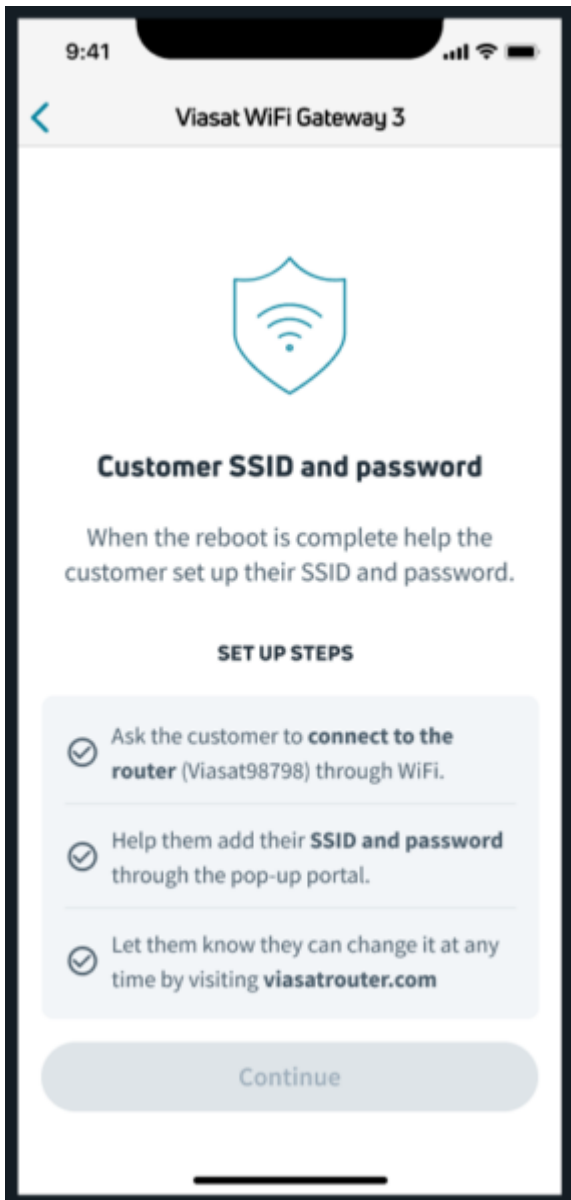 9:41
Viasat WiFi Gateway 3
Customer SSID and password
When the reboot is complete help the
customer set up their SSID and password.
SET UP STEPS
Ask the customer to connect to the
router (Viasat98798) through WiFi.
Help them add their SSID and password
through the pop-up portal.
Let them know they can change it at any
time by visiting viasatrouter.com
Continue